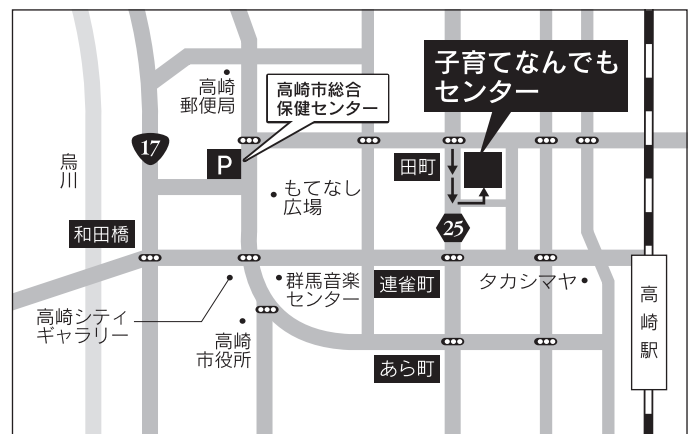 子育てなんでも
センター
高崎市総合
保健センター
高崎
郵便局
17
P
田町
烏
川
もてなし
広場
25
和田橋
群馬音楽
センター
連雀町
タカシマヤ
高
崎
駅
高崎シティ
ギャラリー
高崎
市役所
あら町